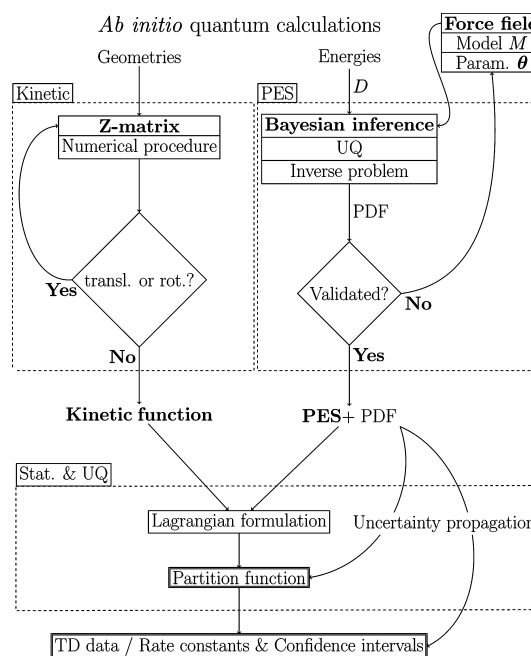 Ab initio quantum calculations
Force field
Model M
Param. θ
Geometries
Energies
D
Kinetic
PES
Z-matrix
Numerical procedure
Bayesian inference
UQ
Inverse problem
PDF
transl. or rot.?
Yes
No
Validated?
No
Yes
Kinetic function
PES+ PDF
Stat. & UQ
Lagrangian formulation
Uncertainty propagation
Partition function
TD data / Rate constants & Confidence intervals